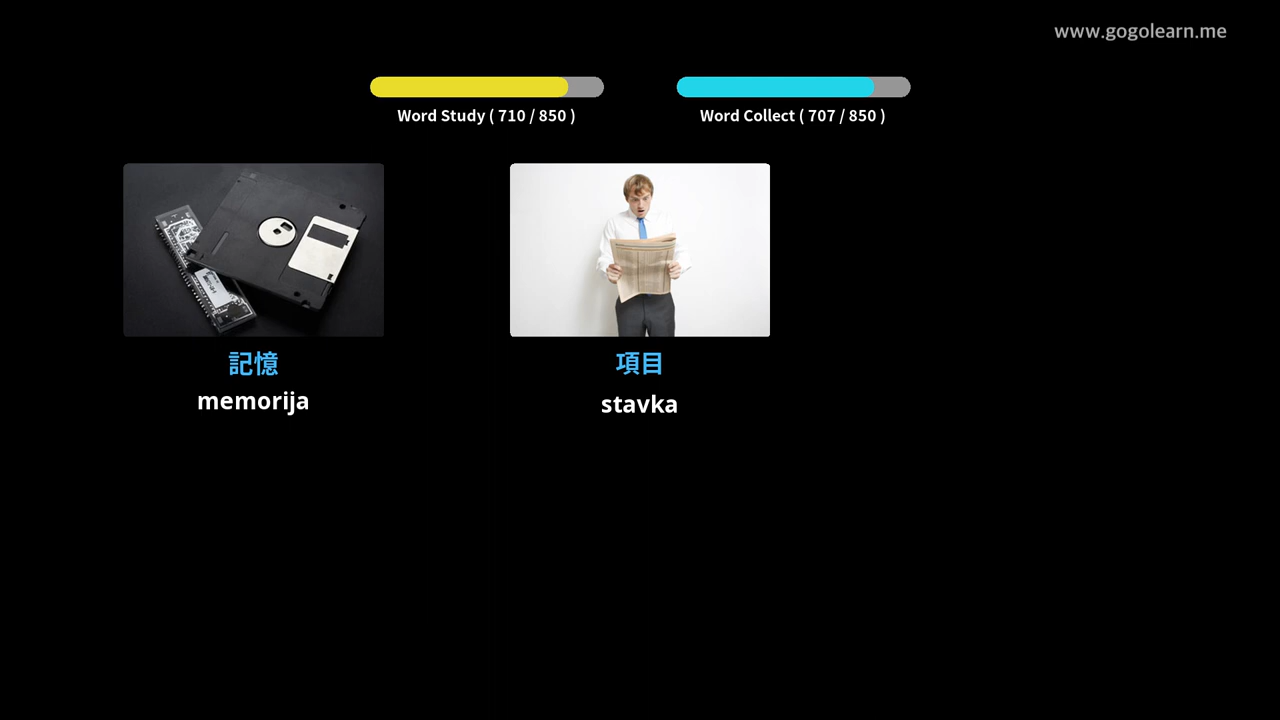 www.gogolearn.me
Word Study ( 710 / 850 )
Word Collect ( 707 / 850 )
記憶
memorija
項目
stavka